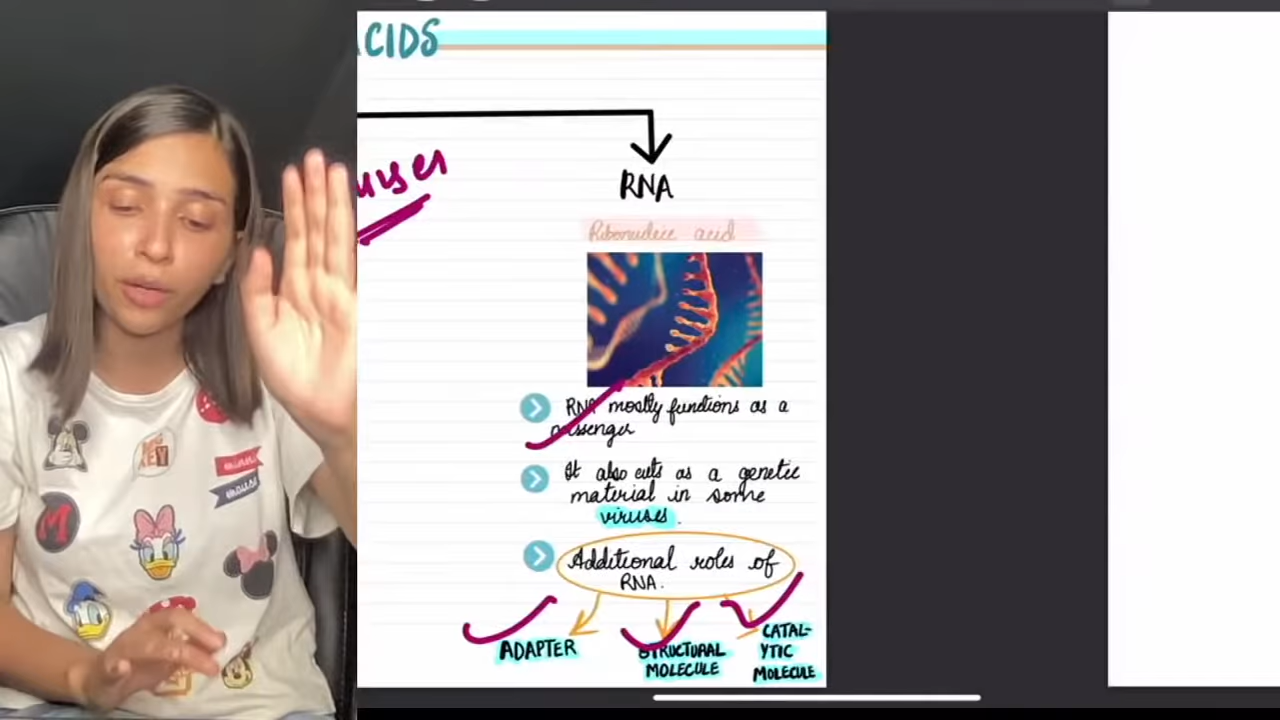 ACIDS
RNA
Ribonucleic acid
RNA mostly functions as a
messenger
It also cuts as a genetic
material in some
viruses.
Additional roles of
RNA.
ADAPTER
STRUCTURAL
MOLECULE
CATAL-
YTIC
MOLECULE